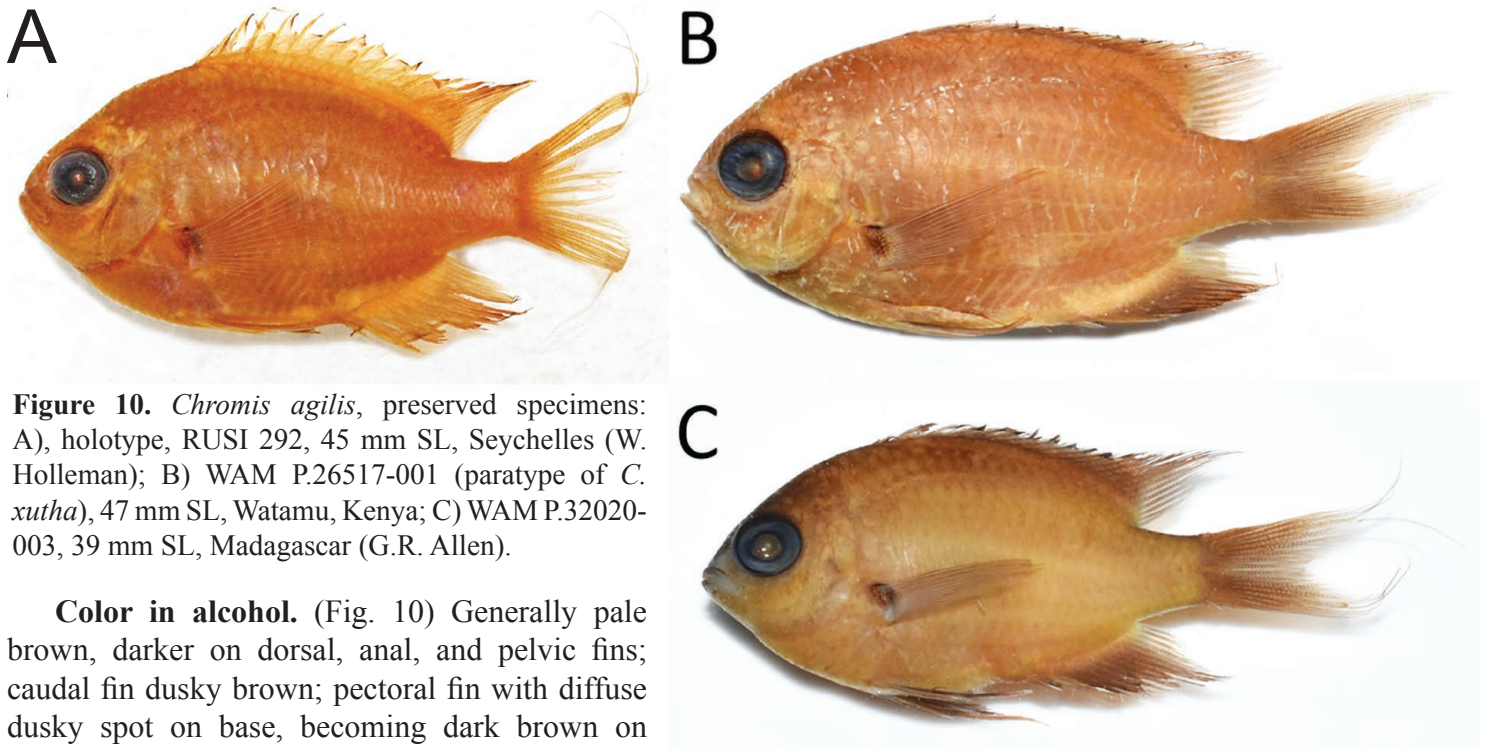 A
B
Figure 10. Chromis agilis, preserved specimens:
A), holotype, RUSI 292, 45 mm SL, Seychelles (W.
Holleman); B) WAM P.26517-001 (paratype of C.
xutha), 47 mm SL, Watamu, Kenya; C) WAM P.32020-
003, 39 mm SL, Madagascar (G.R. Allen).
C
Color in alcohol. (Fig. 10) Generally pale
brown, darker on dorsal, anal, and pelvic fins;
caudal fin dusky brown; pectoral fin with diffuse
dusky spot on base, becoming dark brown on